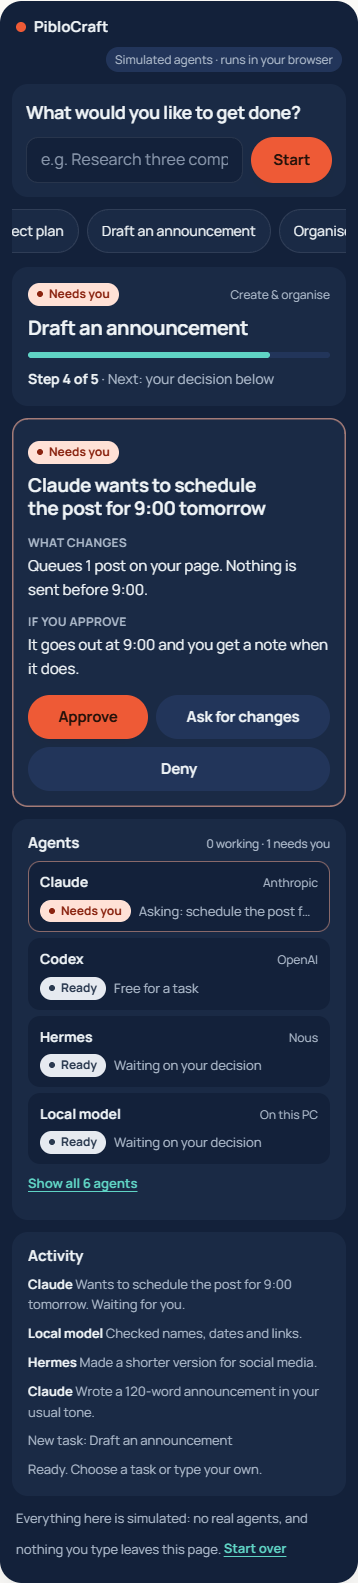 PibloCraft
Simulated agents · runs in your browser
What would you like to get done?
e.g. Research three comp
Start
ect plan
Draft an announcement
Organis
Needs you
Create & organise
Draft an announcement
Step 4 of 5 · Next: your decision below
Needs you
Claude wants to schedule
the post for 9:00 tomorrow
WHAT CHANGES
Queues 1 post on your page. Nothing is
sent before 9:00.
IF YOU APPROVE
It goes out at 9:00 and you get a note when
it does.
Approve
Ask for changes
Deny
Agents
0 working · 1 needs you
Claude
Anthropic
Needs you
Asking: schedule the post f...
Codex
OpenAI
Ready
Free for a task
Hermes
Nous
Ready
Waiting on your decision
Local model
On this PC
Ready
Waiting on your decision
Show all 6 agents
Activity
Claude Wants to schedule the post for 9:00
tomorrow. Waiting for you.
Local model Checked names, dates and links.
Hermes Made a shorter version for social media.
Claude Wrote a 120-word announcement in your
usual tone.
New task: Draft an announcement
Ready. Choose a task or type your own.
Everything here is simulated: no real agents, and
nothing you type leaves this page. Start over